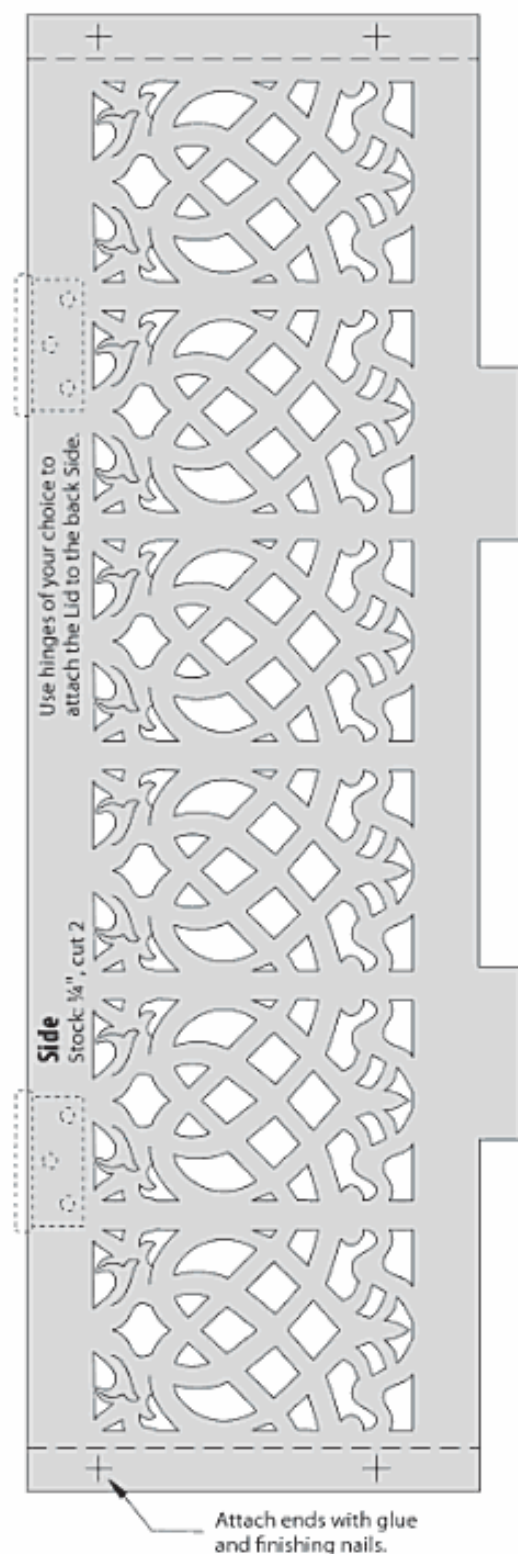 Use hinges of your choice to
attach the Lid to the back Side.
Side
Stock: ¼", cut 2
Attach ends with glue
and finishing nails.